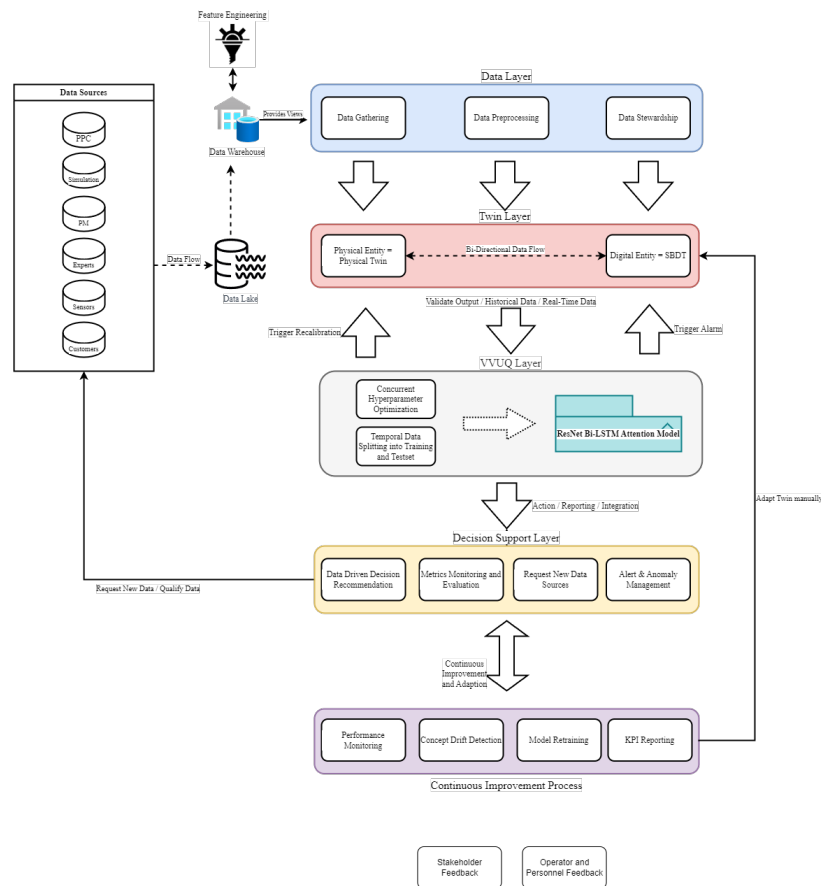 Feature Engineering
Data Sources
PPC
Simulation
PM
Experts
Sensors
Customers
Data Flow
Data Warehouse
Data Lake
Provides Views
Data Layer
Data Gathering
Data Preprocessing
Data Stewardship
Twin Layer
Physical Entity =
Physical Twin
Bi-Directional Data Flow
Digital Entity = SBDT
Validate Output / Historical Data / Real-Time Data
Trigger Recalibration
Trigger Alarm
VVUQ Layer
Concurrent
Hyperparameter
Optimization
Temporal Data
Splitting into Training
and Testset
ResNet Bi-LSTM Attention Model
Action / Reporting / Integration
Adapt Twin manually
Decision Support Layer
Data Driven Decision
Recommendation
Metrics Monitoring and
Evaluation
Request New Data
Sources
Alert & Anomaly
Management
Request New Data / Qualify Data
Continuous
Improvement
and Adaption
Performance
Monitoring
Concept Drift Detection
Model Retraining
KPI Reporting
Continuous Improvement Process
Stakeholder
Feedback
Operator and
Personnel Feedback